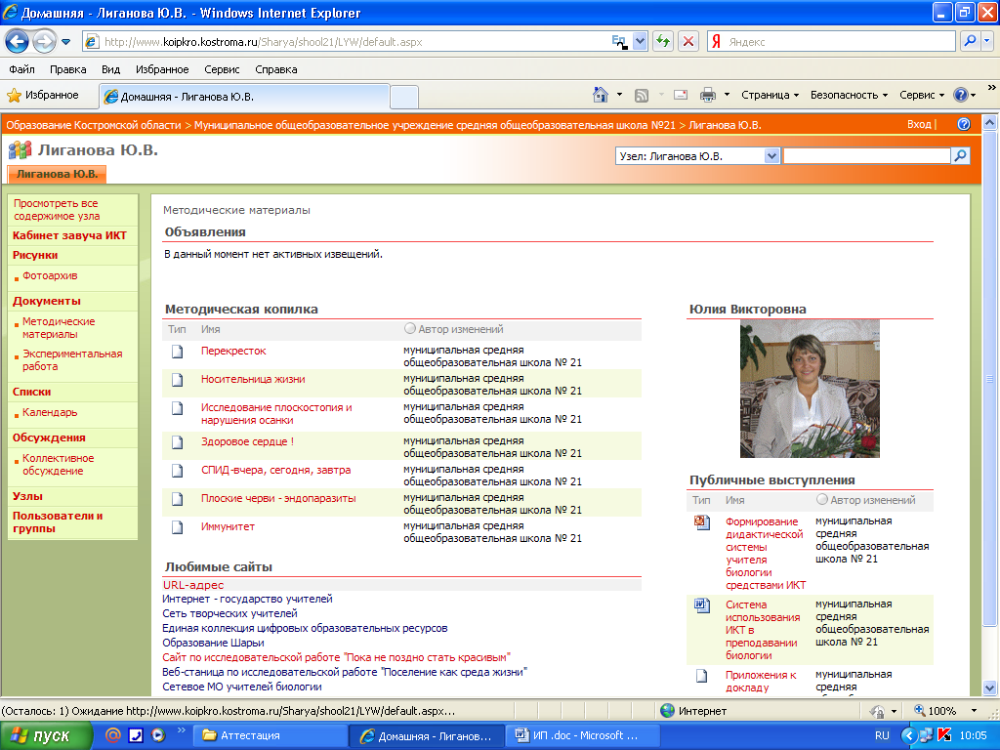 Домашняя - Лиганова Ю.В. - Windows Internet Explorer
http://www.koipkro.kostroma.ru/Sharya/shool21/LYW/default.aspx
Яндекс
Файл Правка Вид Избранное Сервис Справка
Избранное
Домашняя - Лиганова Ю.В.
Страница Безопасность Сервис
Образование Костромской области > Муниципальное общеобразовательное учреждение средняя общеобразовательная школа №21 > Лиганова Ю.В.
Вход |
Лиганова Ю.В.
Узел: Лиганова Ю.В.
Лиганова Ю.В.
Просмотреть все
содержимое узла
Кабинет завуча ИКТ
Рисунки
Фотоархив
Документы
Методические
материалы
Экспериментальная
работа
Списки
Календарь
Обсуждения
Коллективное
обсуждение
Узлы
Пользователи и
группы
Методические материалы
Объявления
В данный момент нет активных извещений.
Методическая копилка
Тип Имя Автор изменений
Перекресток
муниципальная средняя
общеобразовательная школа № 21
Носительница жизни
муниципальная средняя
общеобразовательная школа № 21
Исследование плоскостопия и
нарушения осанки
муниципальная средняя
общеобразовательная школа № 21
Здоровое сердце !
муниципальная средняя
общеобразовательная школа № 21
СПИД-вчера, сегодня, завтра
муниципальная средняя
общеобразовательная школа № 21
Плоские черви - эндопаразиты
муниципальная средняя
общеобразовательная школа № 21
Иммунитет
муниципальная средняя
общеобразовательная школа № 21
Любимые сайты
URL-адрес
Интернет - государство учителей
Сеть творческих учителей
Единая коллекция цифровых образовательных ресурсов
Образование Шарьи
Сайт по исследовательской работе "Пока не поздно стать красивым"
Веб-станица по исследовательской работе "Поселение как среда жизни"
Сетевое МО учителей биологии
Юлия Викторовна
Публичные выступления
Тип Имя Автор изменений
Формирование
дидактической
системы
учителя
биологии
средствами ИКТ
муниципальная
средняя
общеобразовательная
школа № 21
Система
использования
ИКТ в
преподавании
биологии
муниципальная
средняя
общеобразовательная
школа № 21
Приложения к
докладу
муниципальная
средняя
(Осталось: 1) Ожидание http://www.koipkro.kostroma.ru/Sharya/shool21/LYW/default.aspx...
Интернет
100%
пуск
Аттестация
Домашняя - Лиганов...
ИП .doc - Microsoft ...
RU
10:05